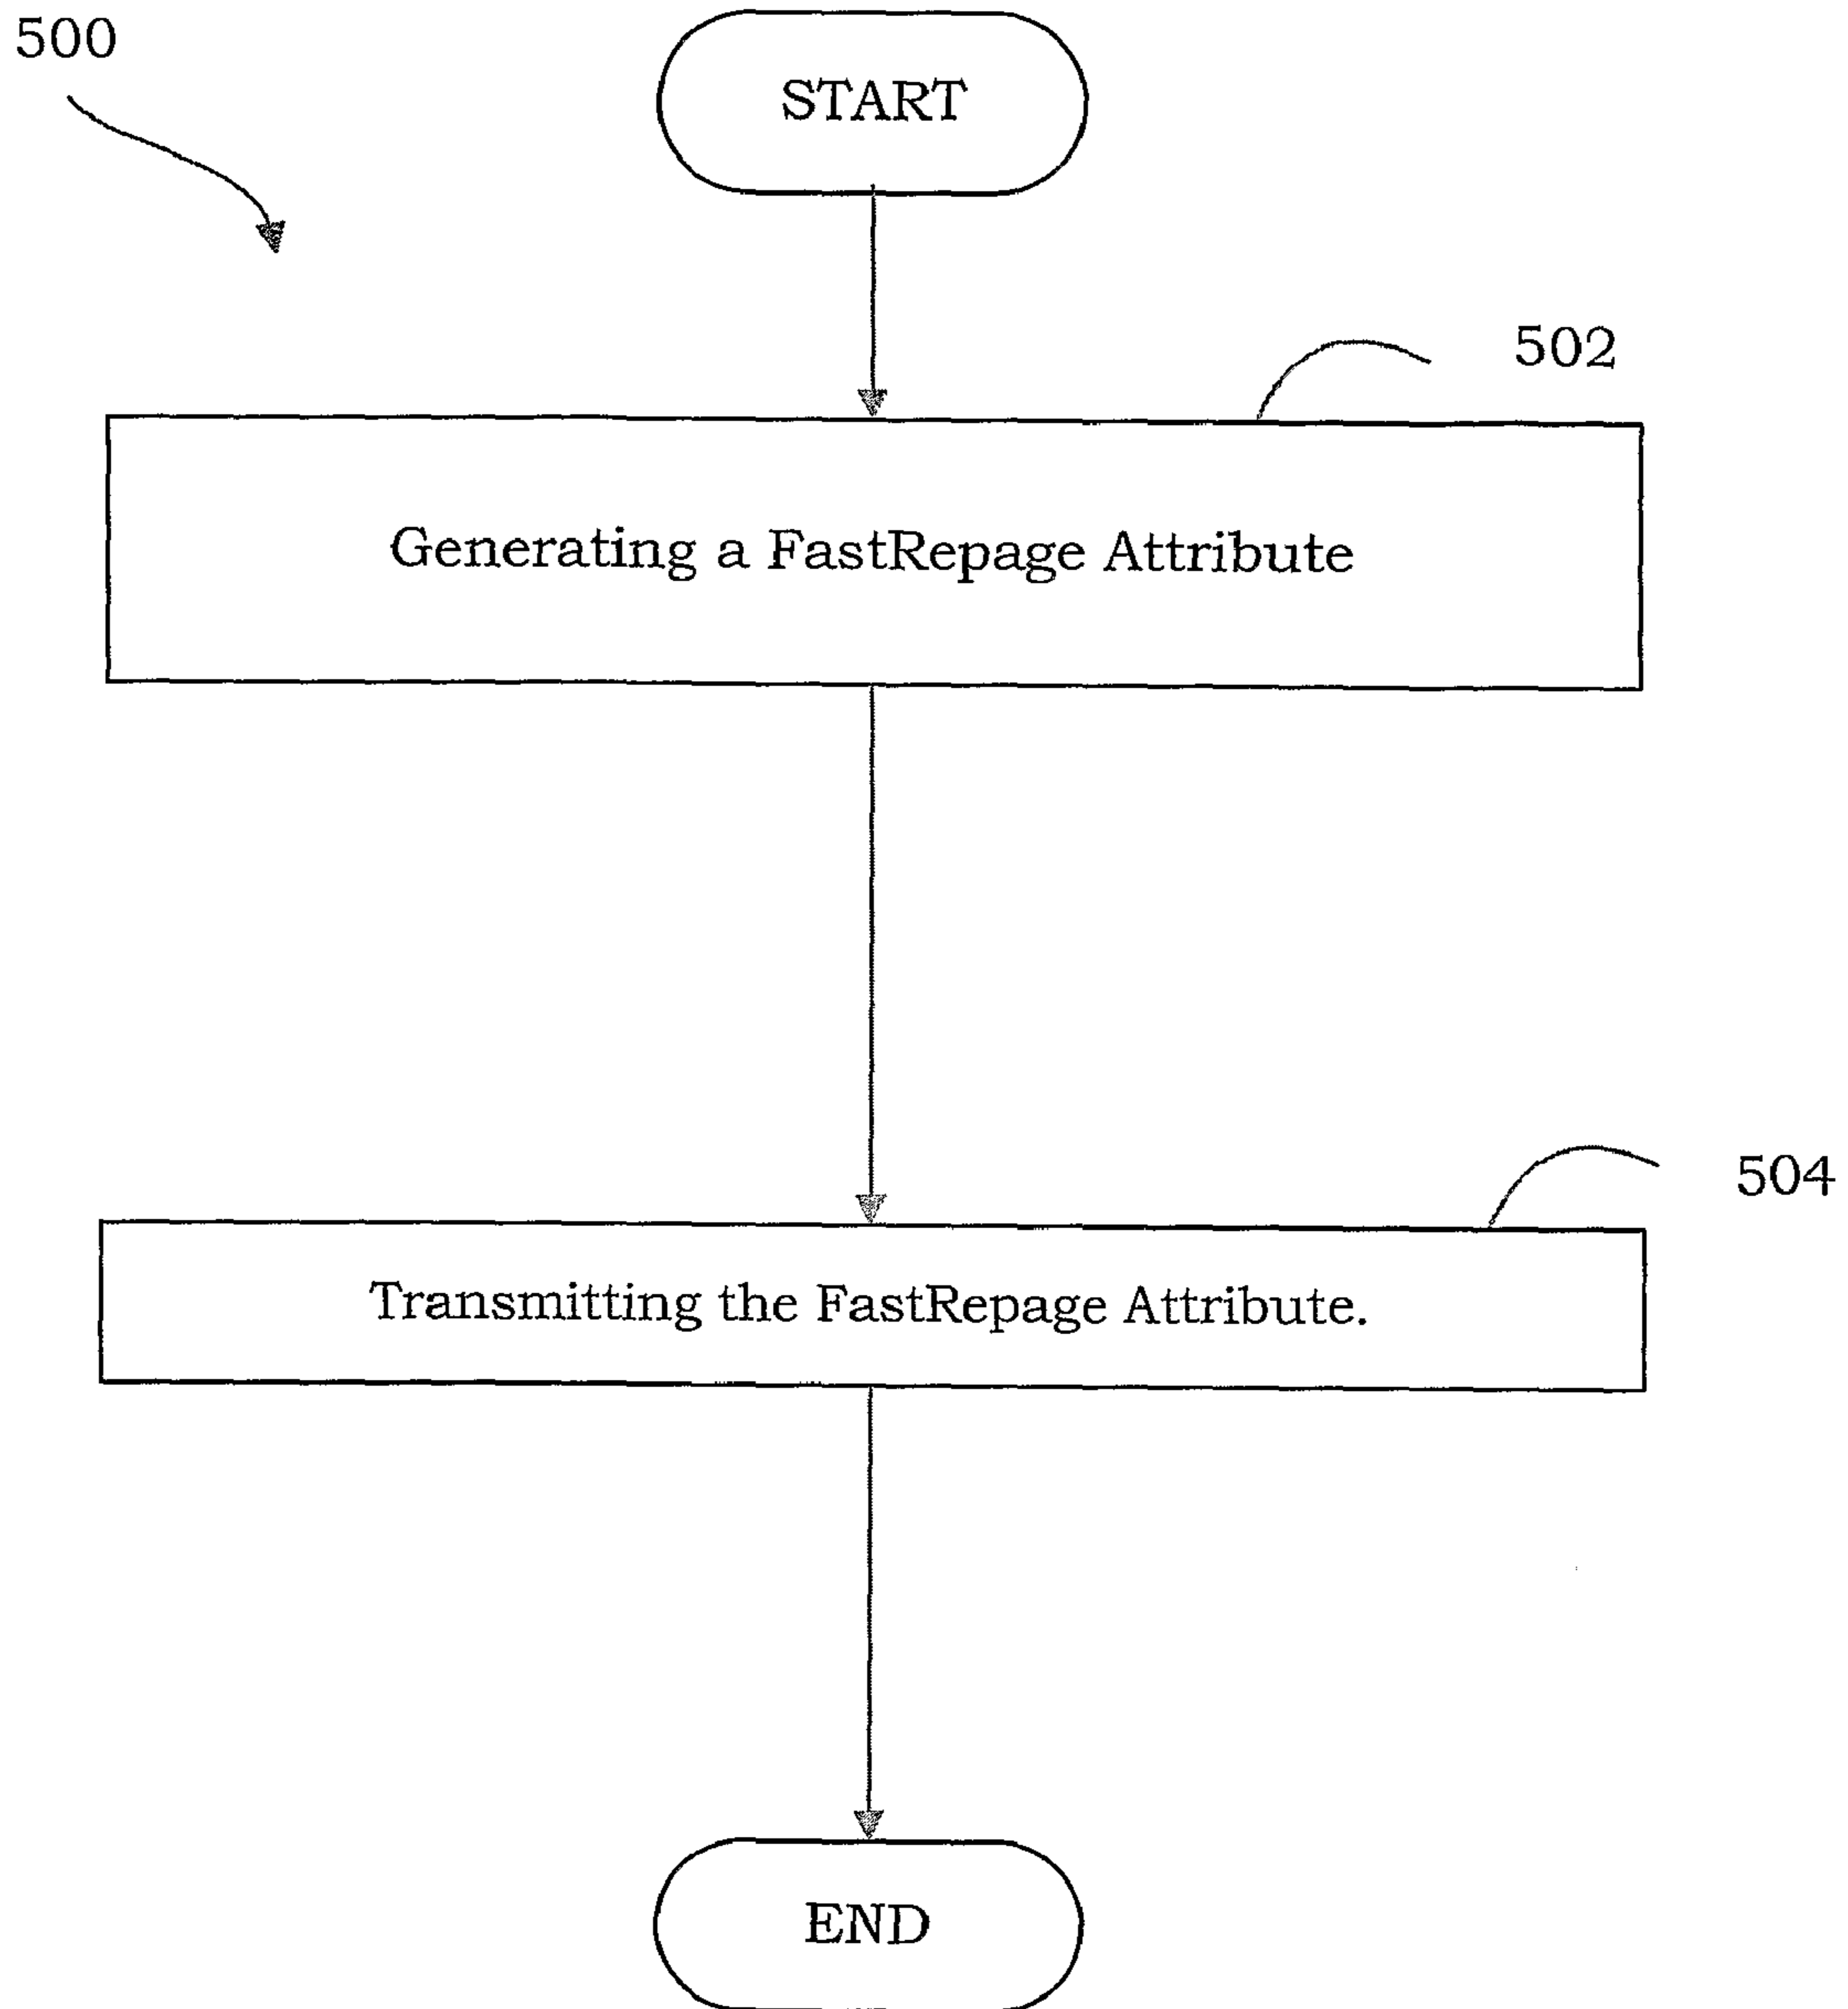 500
START
502
Generating a FastRepage Attribute
504
Transmitting the FastRepage Attribute.
END